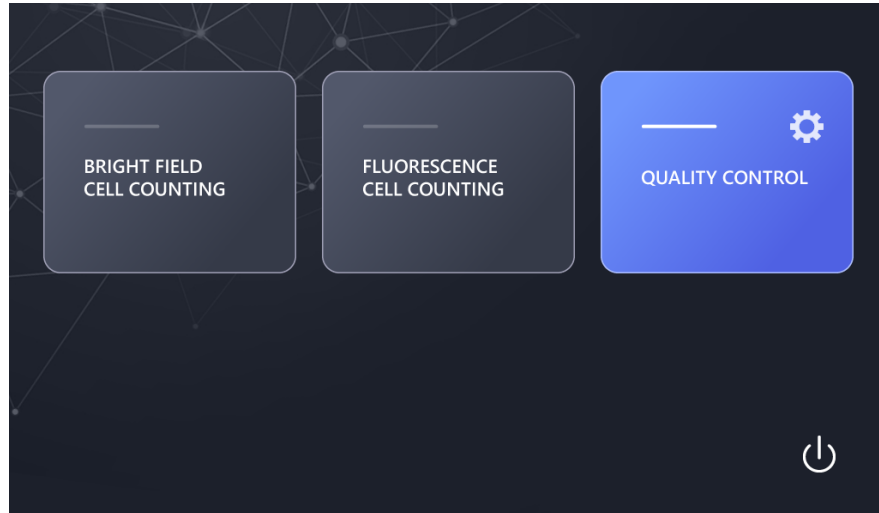 BRIGHT FIELD
CELL COUNTING
FLUORESCENCE
CELL COUNTING
QUALITY CONTROL